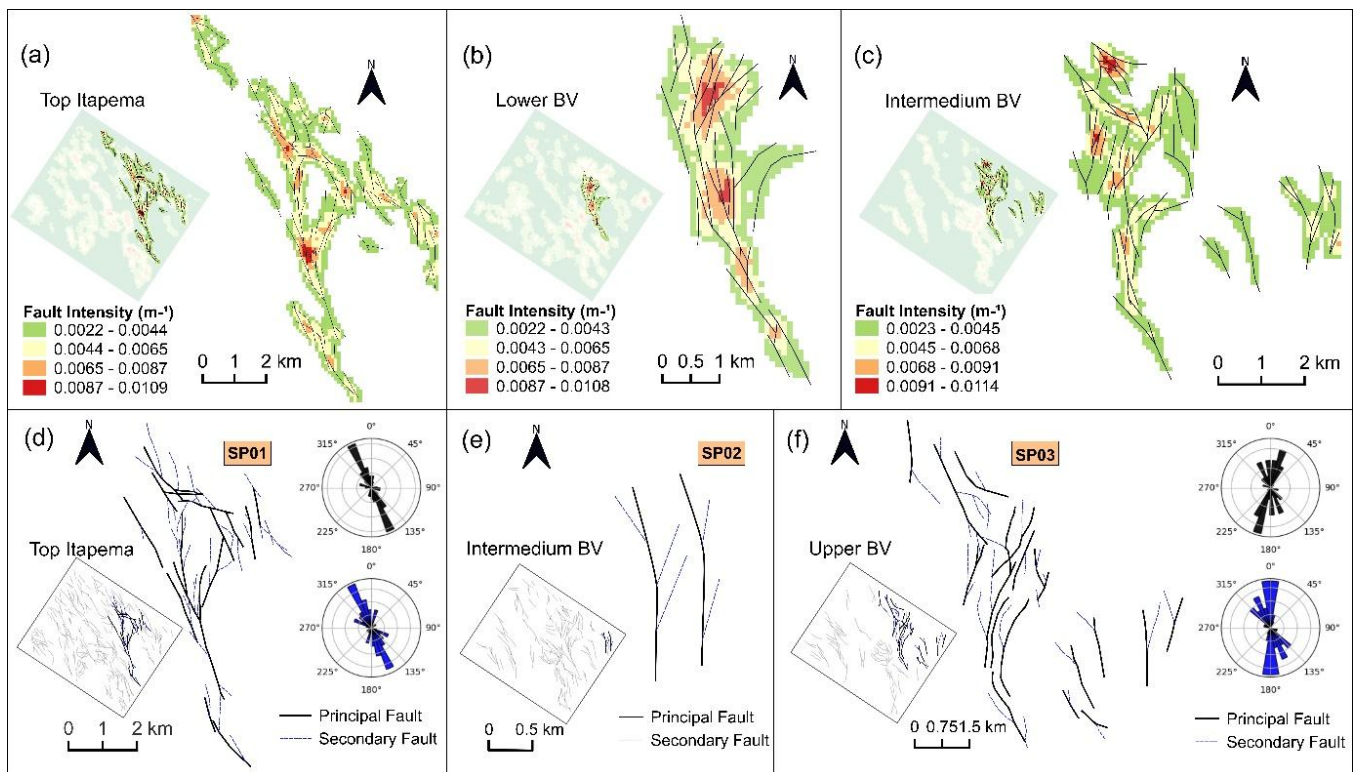 (a)
N
Top Itapema
Fault Intensity (m-¹)
0.0022 - 0.0044
0.0044 - 0.0065
0.0065 - 0.0087
0.0087 - 0.0109
0 1 2 km
(b)
N
Lower BV
Fault Intensity (m-¹)
0.0022 - 0.0043
0.0043 - 0.0065
0.0065 - 0.0087
0.0087 - 0.0108
0 0.5 1 km
(c)
N
Intermedium BV
Fault Intensity (m-¹)
0.0023 - 0.0045
0.0045 - 0.0068
0.0068 - 0.0091
0.0091 - 0.0114
0 1 2 km
(d)
N
SP01
Top Itapema
0°
315° 45°
270° 90°
225° 135°
180°
0°
315° 45°
270° 90°
225° 135°
180°
0 1 2 km
Principal Fault
Secondary Fault
(e)
N
SP02
Intermedium BV
0 0.5 km
Principal Fault
Secondary Fault
(f)
N
SP03
Upper BV
0°
315° 45°
270° 90°
225° 135°
180°
0°
315° 45°
270° 90°
225° 135°
180°
0 0.751.5 km
Principal Fault
Secondary Fault